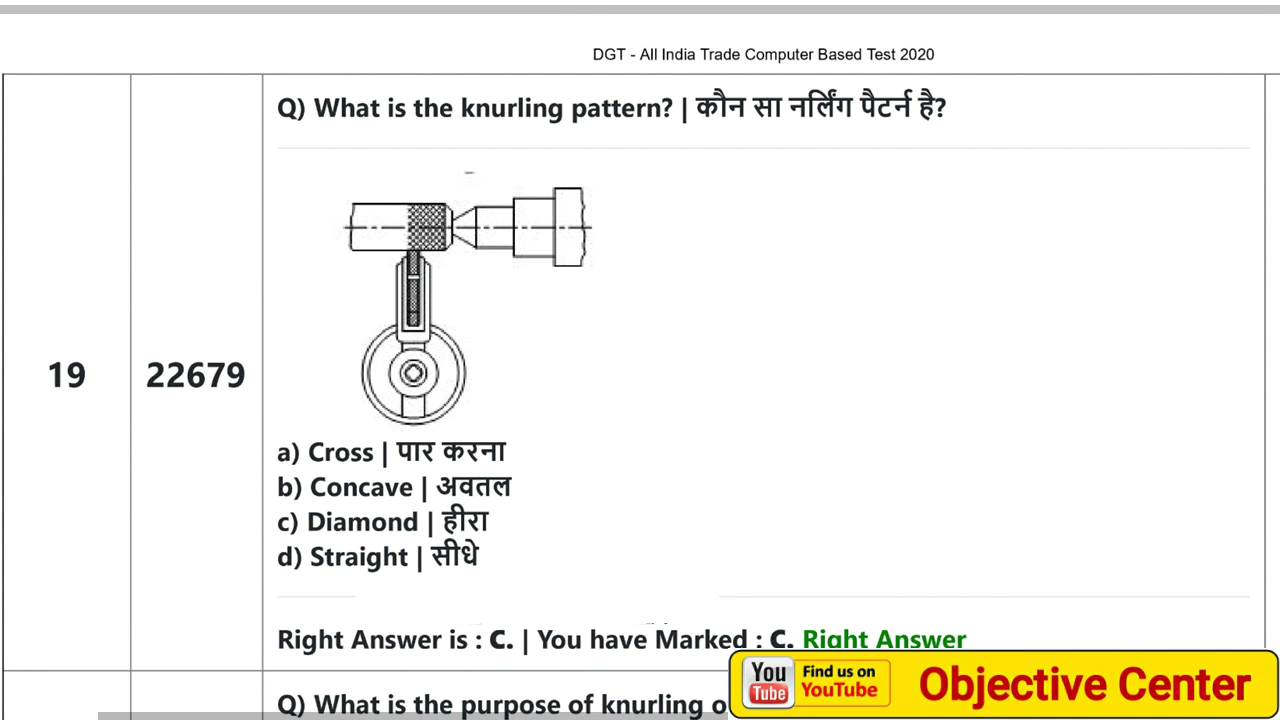 DGT - All India Trade Computer Based Test 2020
Q) What is the knurling pattern? | कौन सा नर्लिंग पैटर्न है?
19
22679
a) Cross | पार करना
b) Concave | अवतल
c) Diamond | हीरा
d) Straight | सीधे
Right Answer is : C. | You have Marked : C. Right Answer
Q) What is the purpose of knurling
You Tube
Find us on
YouTube
Objective Center